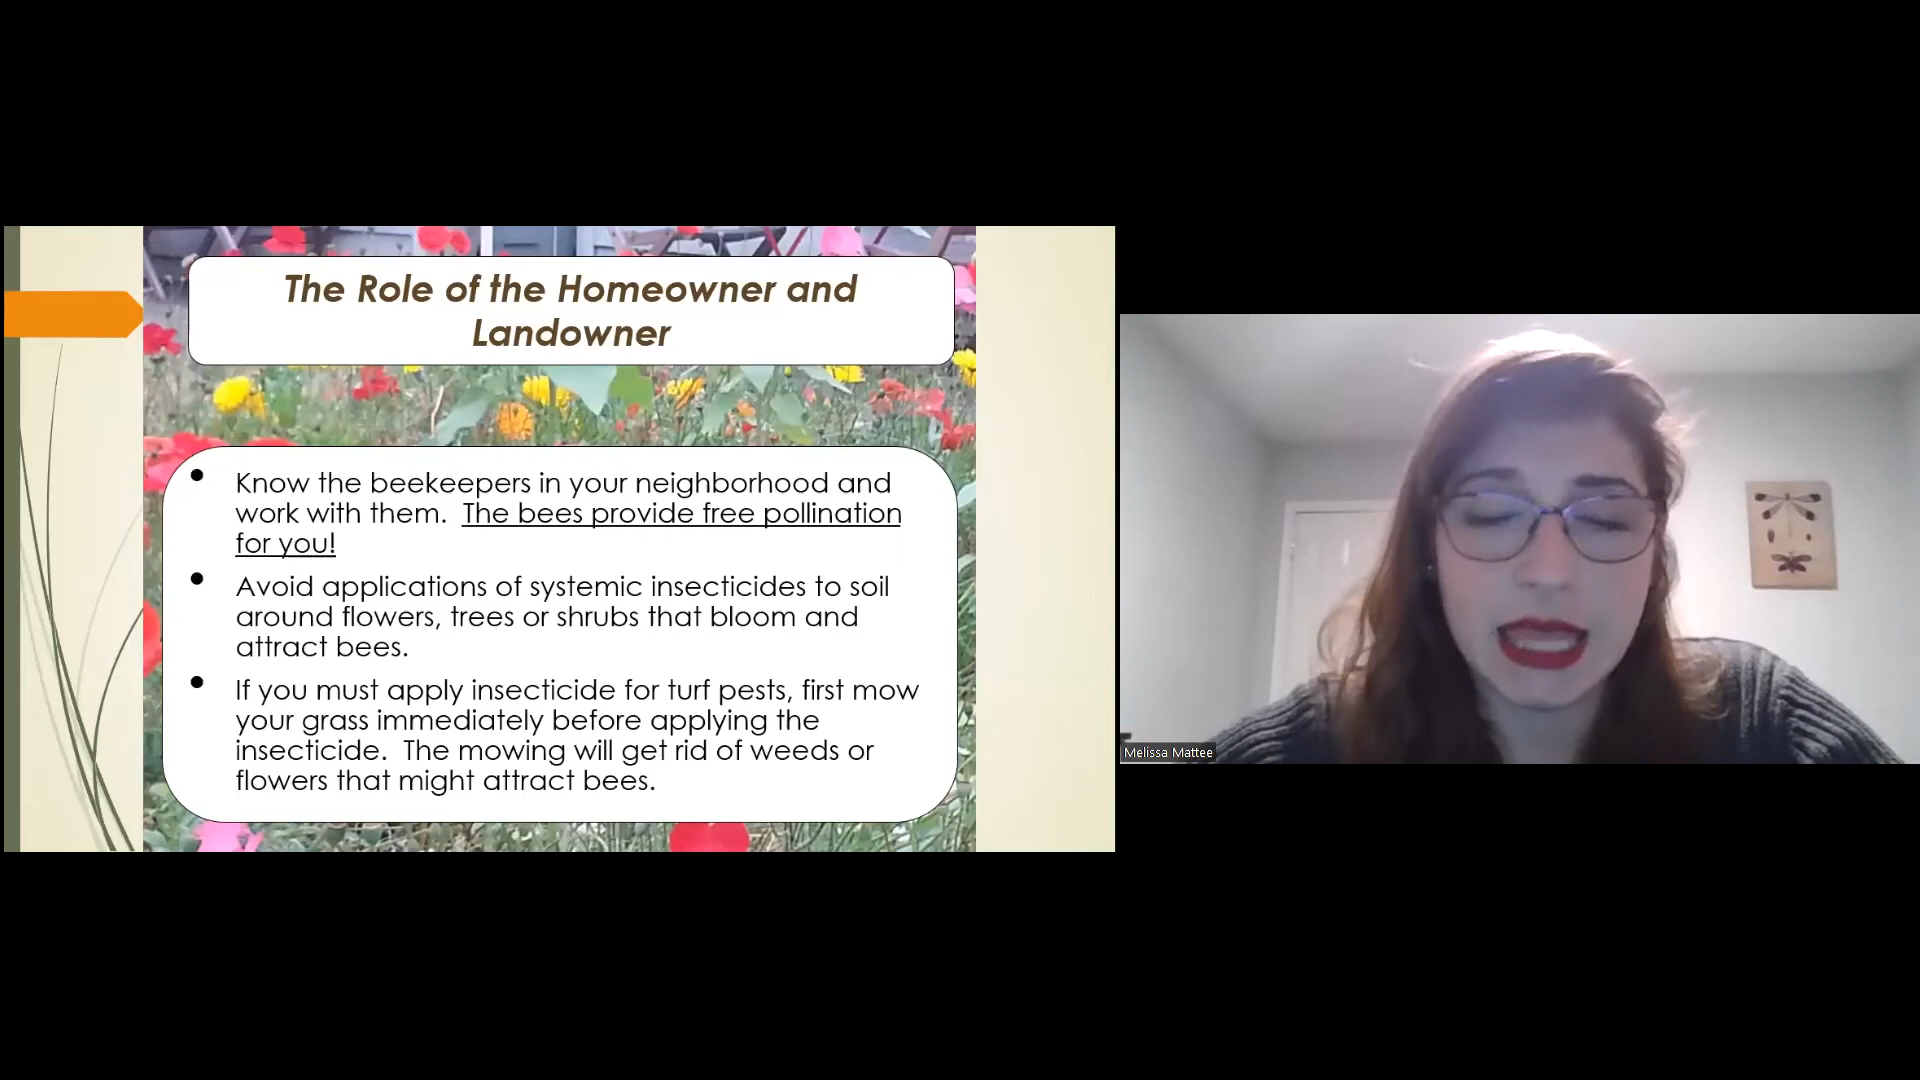 The Role of the Homeowner and
Landowner
• Know the beekeepers in your neighborhood and
work with them. The bees provide free pollination
for you!
• Avoid applications of systemic insecticides to soil
around flowers, trees or shrubs that bloom and
attract bees.
• If you must apply insecticide for turf pests, first mow
your grass immediately before applying the
insecticide. The mowing will get rid of weeds or
flowers that might attract bees.
Melissa Mattee